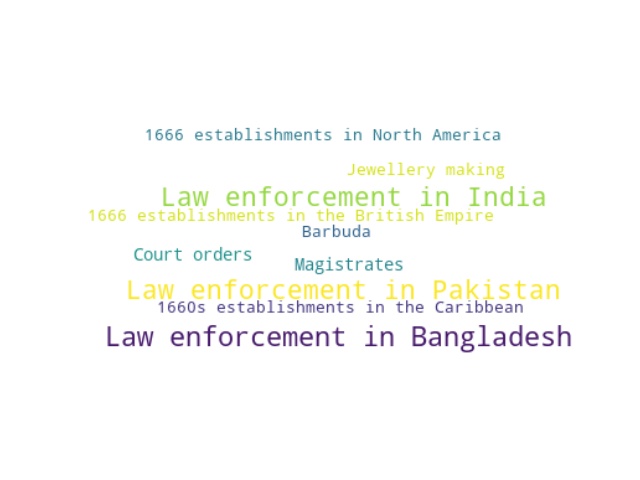 1666 establishments in North America
Jewellery making
Law enforcement in India
1666 establishments in the British Empire
Barbuda
Court orders
Magistrates
Law enforcement in Pakistan
1660s establishments in the Caribbean
Law enforcement in Bangladesh